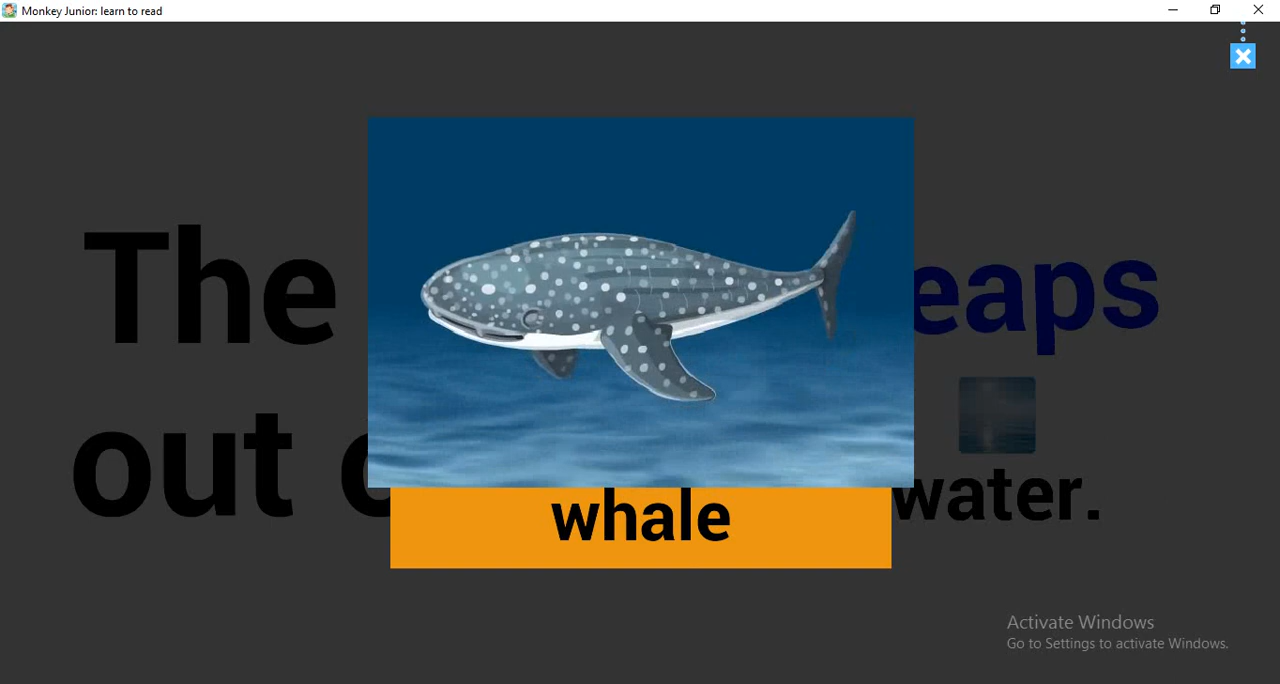 Monkey Junior: learn to read
The eaps
out water.
whale
Activate Windows
Go to Settings to activate Windows.